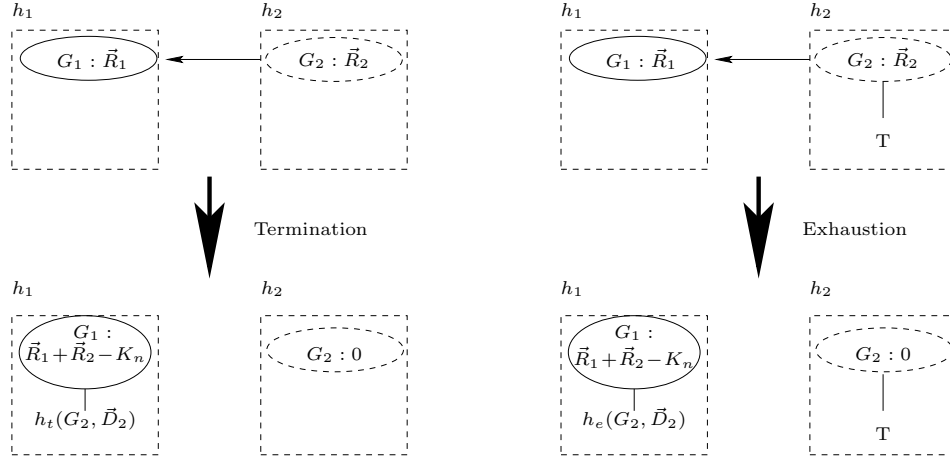 h₁ h₂ h₁ h₂
G₁ : R⃗₁ G₂ : R⃗₂ G₁ : R⃗₁ G₂ : R⃗₂
T
Termination Exhaustion
h₁ h₂ h₁ h₂
G₁ : G₁ :
R⃗₁+R⃗₂−Kₙ G₂ : 0 R⃗₁+R⃗₂−Kₙ G₂ : 0
hₜ(G₂, D⃗₂) hₑ(G₂, D⃗₂)
T